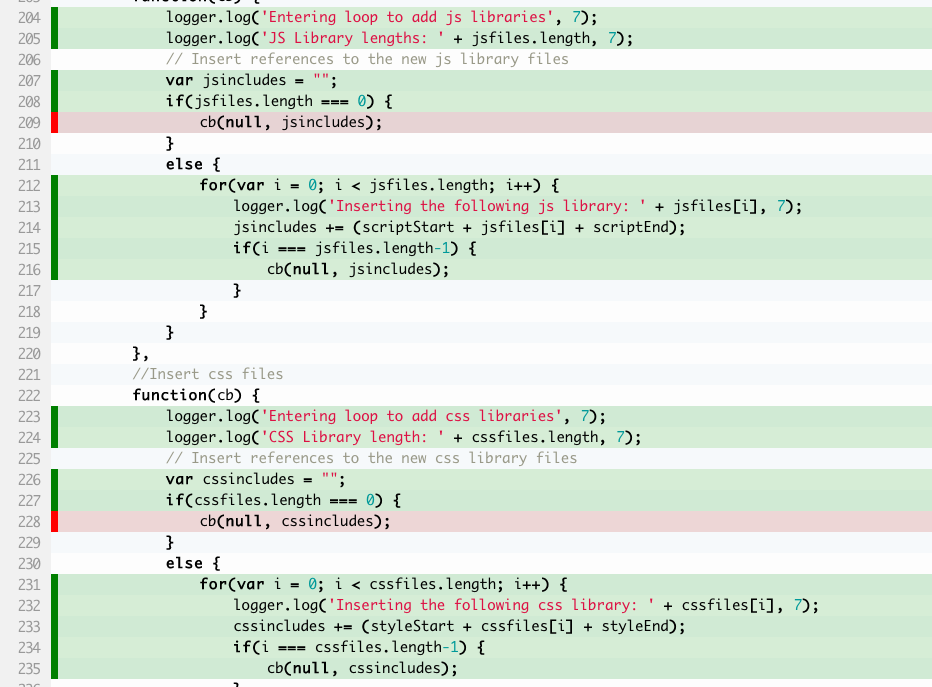 203 function(cb) {
204 logger.log('Entering loop to add js libraries', 7);
205 logger.log('JS Library lengths: ' + jsfiles.length, 7);
206 // Insert references to the new js library files
207 var jsincludes = "";
208 if(jsfiles.length === 0) {
209 cb(null, jsincludes);
210 }
211 else {
212 for(var i = 0; i < jsfiles.length; i++) {
213 logger.log('Inserting the following js library: ' + jsfiles[i], 7);
214 jsincludes += (scriptStart + jsfiles[i] + scriptEnd);
215 if(i === jsfiles.length-1) {
216 cb(null, jsincludes);
217 }
218 }
219 }
220 },
221 //Insert css files
222 function(cb) {
223 logger.log('Entering loop to add css libraries', 7);
224 logger.log('CSS Library length: ' + cssfiles.length, 7);
225 // Insert references to the new css library files
226 var cssincludes = "";
227 if(cssfiles.length === 0) {
228 cb(null, cssincludes);
229 }
230 else {
231 for(var i = 0; i < cssfiles.length; i++) {
232 logger.log('Inserting the following css library: ' + cssfiles[i], 7);
233 cssincludes += (styleStart + cssfiles[i] + styleEnd);
234 if(i === cssfiles.length-1) {
235 cb(null, cssincludes);
236 }